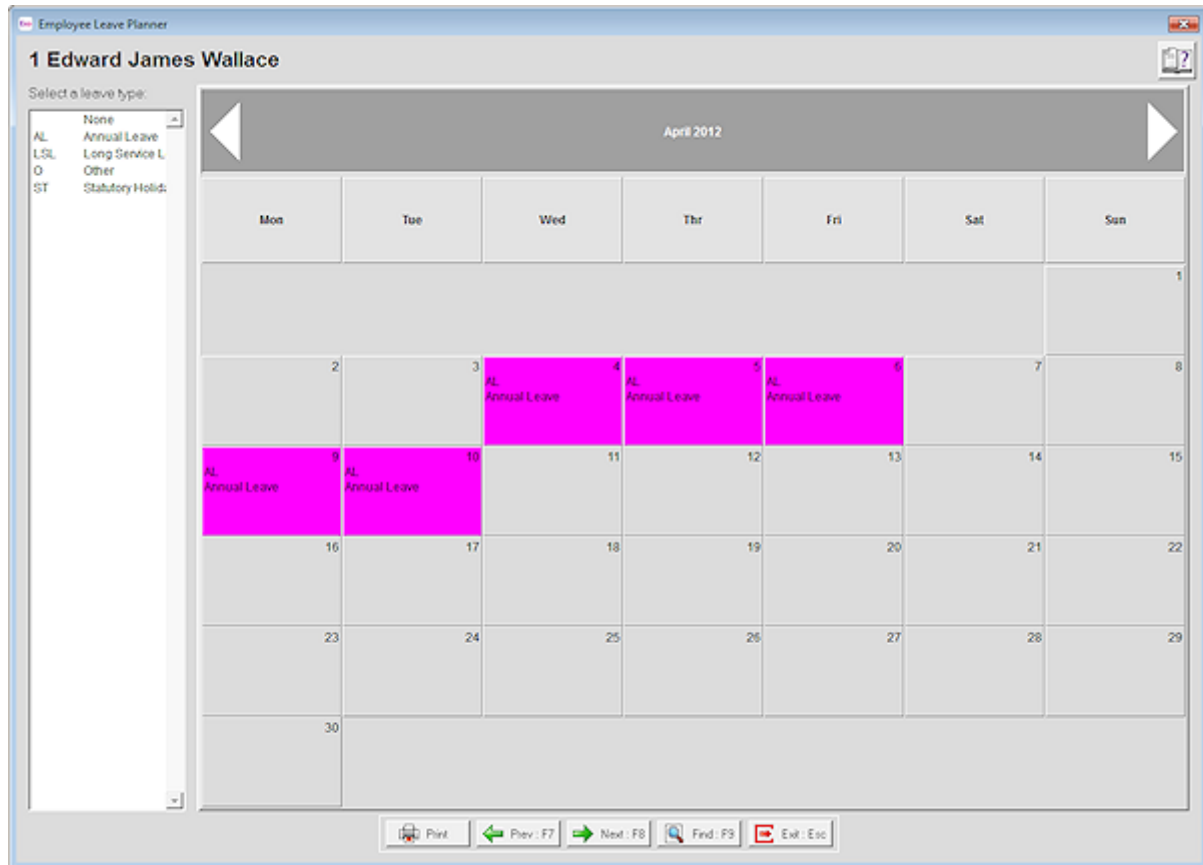 Exo Employee Leave Planner
1 Edward James Wallace
Select a leave type:
None
AL Annual Leave
LSL Long Service L
O Other
ST Statutory Holida
April 2012
Mon Tue Wed Thr Fri Sat Sun
1
2 3 4 5 6 7 8
AL AL AL
Annual Leave Annual Leave Annual Leave
9 10 11 12 13 14 15
AL AL
Annual Leave Annual Leave
16 17 18 19 20 21 22
23 24 25 26 27 28 29
30
Print Prev : F7 Next : F8 Find : F9 Exit : Esc